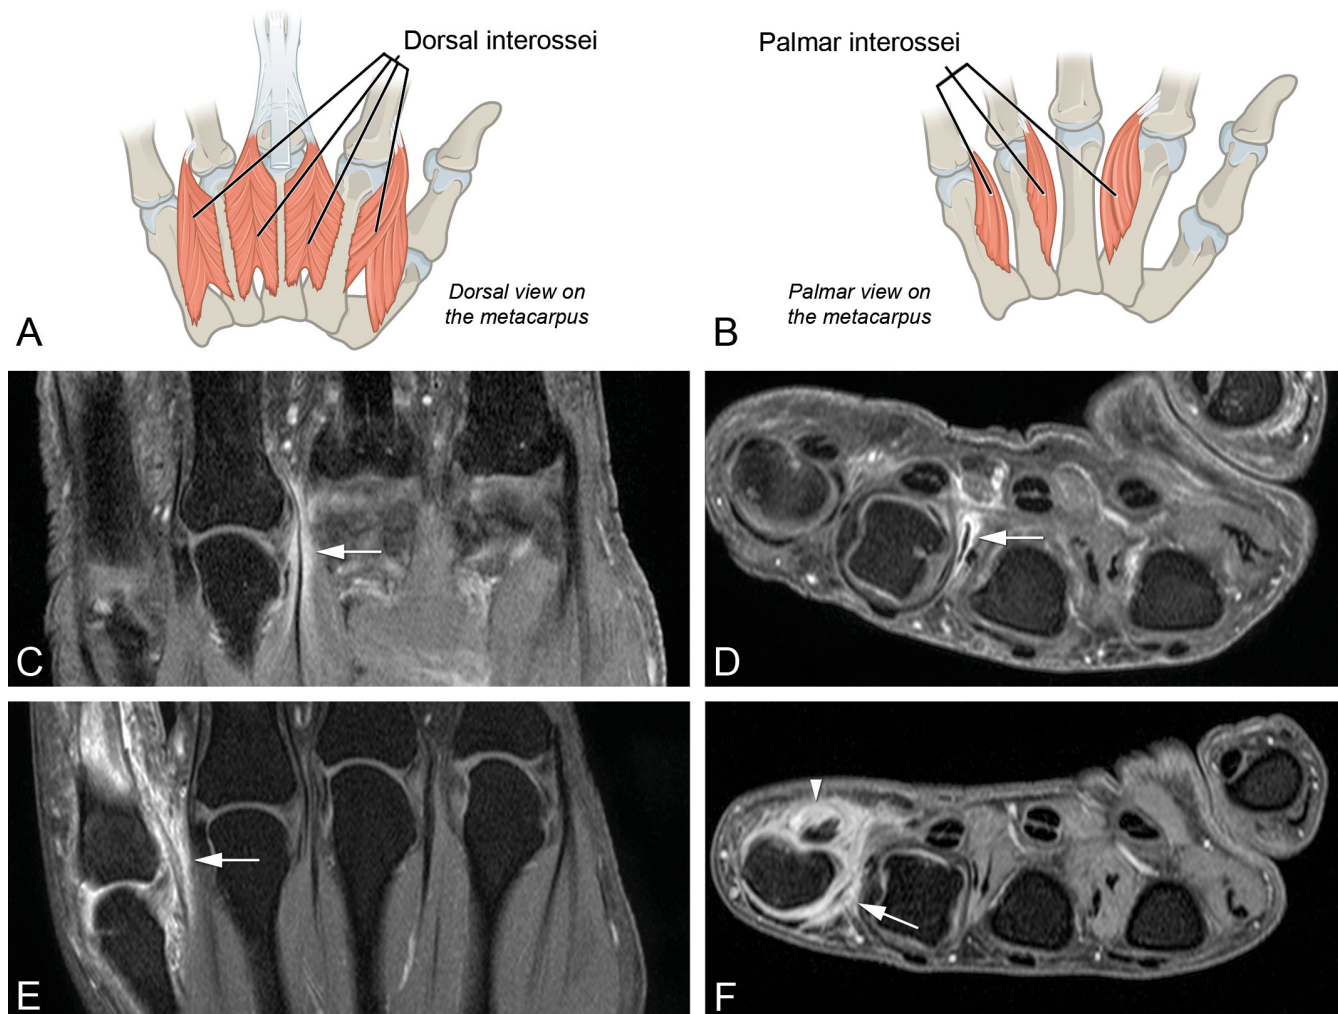 Dorsal interossei
Palmar interossei
Dorsal view on
the metacarpus
Palmar view on
the metacarpus
A
B
C
D
E
F